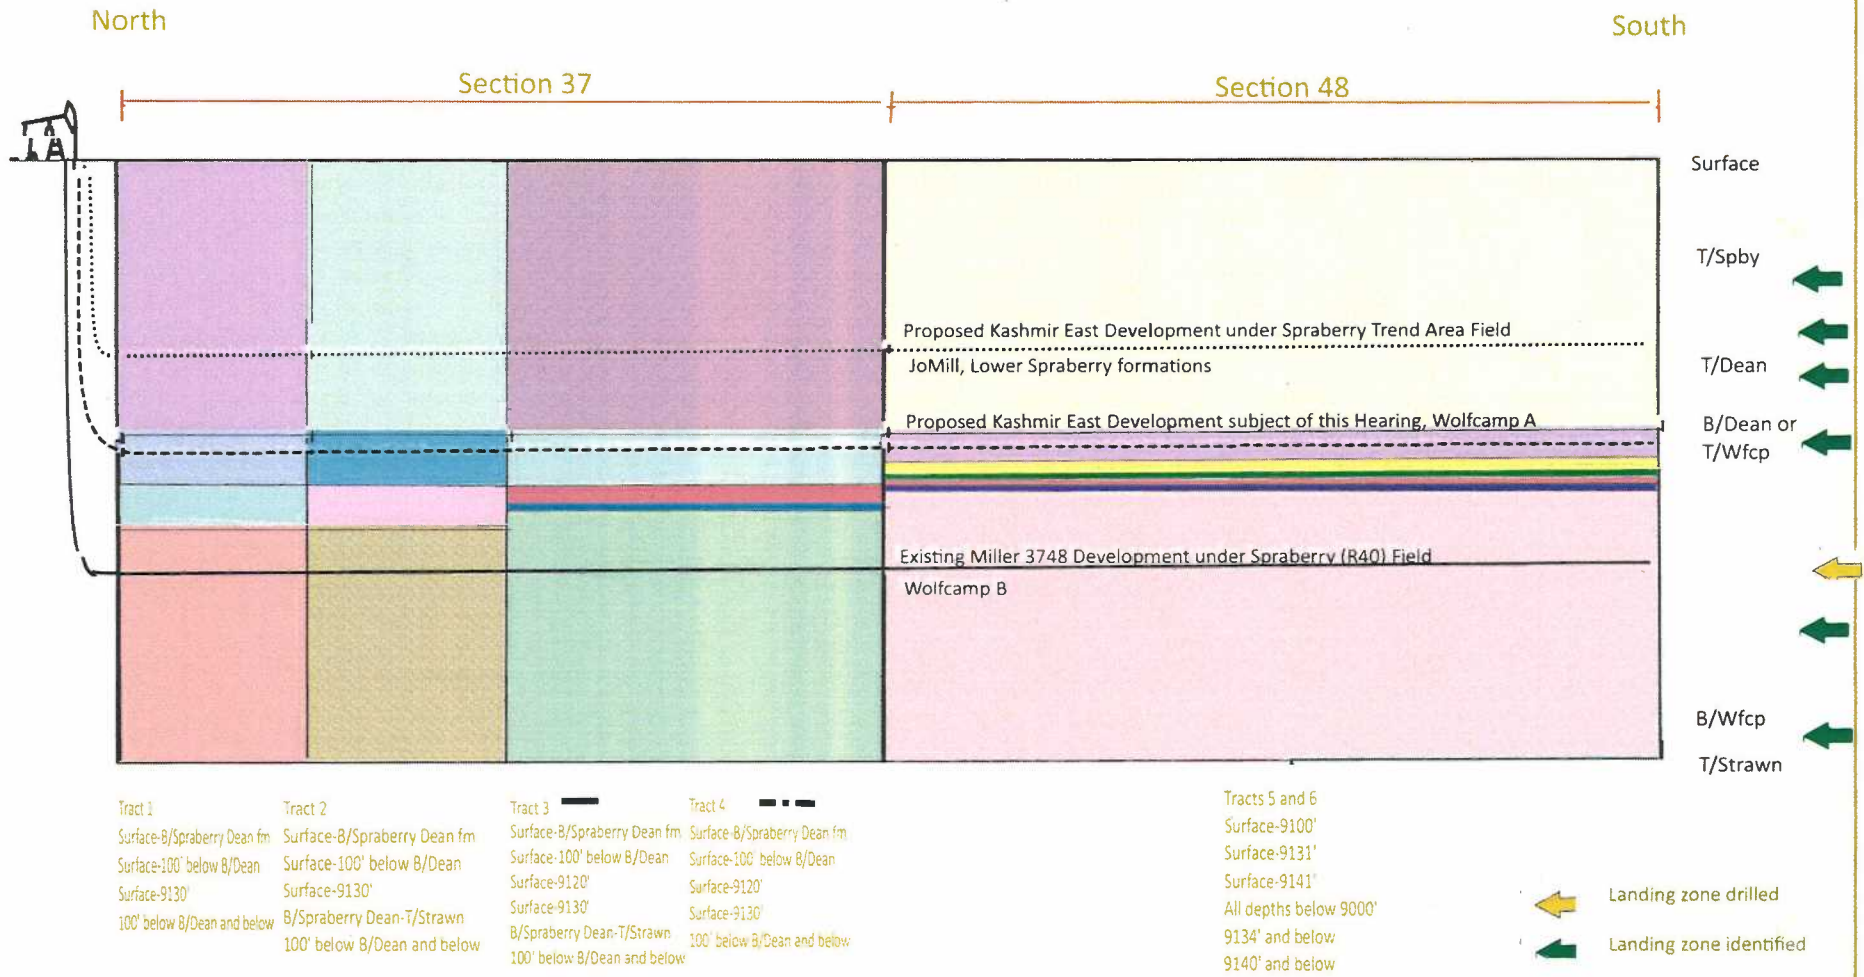 North
South
Section 37
Section 48
Surface
T/Spby
Proposed Kashmir East Development under Spraberry Trend Area Field
JoMill, Lower Spraberry formations
T/Dean
Proposed Kashmir East Development subject of this Hearing, Wolfcamp A
B/Dean or
T/Wfcp
Existing Miller 3748 Development under Spraberry (R40) Field
Wolfcamp B
B/Wfcp
T/Strawn
Tract 1
Surface-B/Spraberry Dean fm
Surface-100' below B/Dean
Surface-9130'
100' below B/Dean and below
Tract 2
Surface-B/Spraberry Dean fm
Surface-100' below B/Dean
Surface-9130'
B/Spraberry Dean-T/Strawn
100' below B/Dean and below
Tract 3
Surface-B/Spraberry Dean fm
Surface-100' below B/Dean
Surface-9120'
Surface-9130'
B/Spraberry Dean-T/Strawn
100' below B/Dean and below
Tract 4
Surface-B/Spraberry Dean fm
Surface-100' below B/Dean
Surface-9120'
Surface-9130'
100' below B/Dean and below
Tracts 5 and 6
Surface-9100'
Surface-9131'
Surface-9141'
All depths below 9000'
9134' and below
9140' and below
Landing zone drilled
Landing zone identified